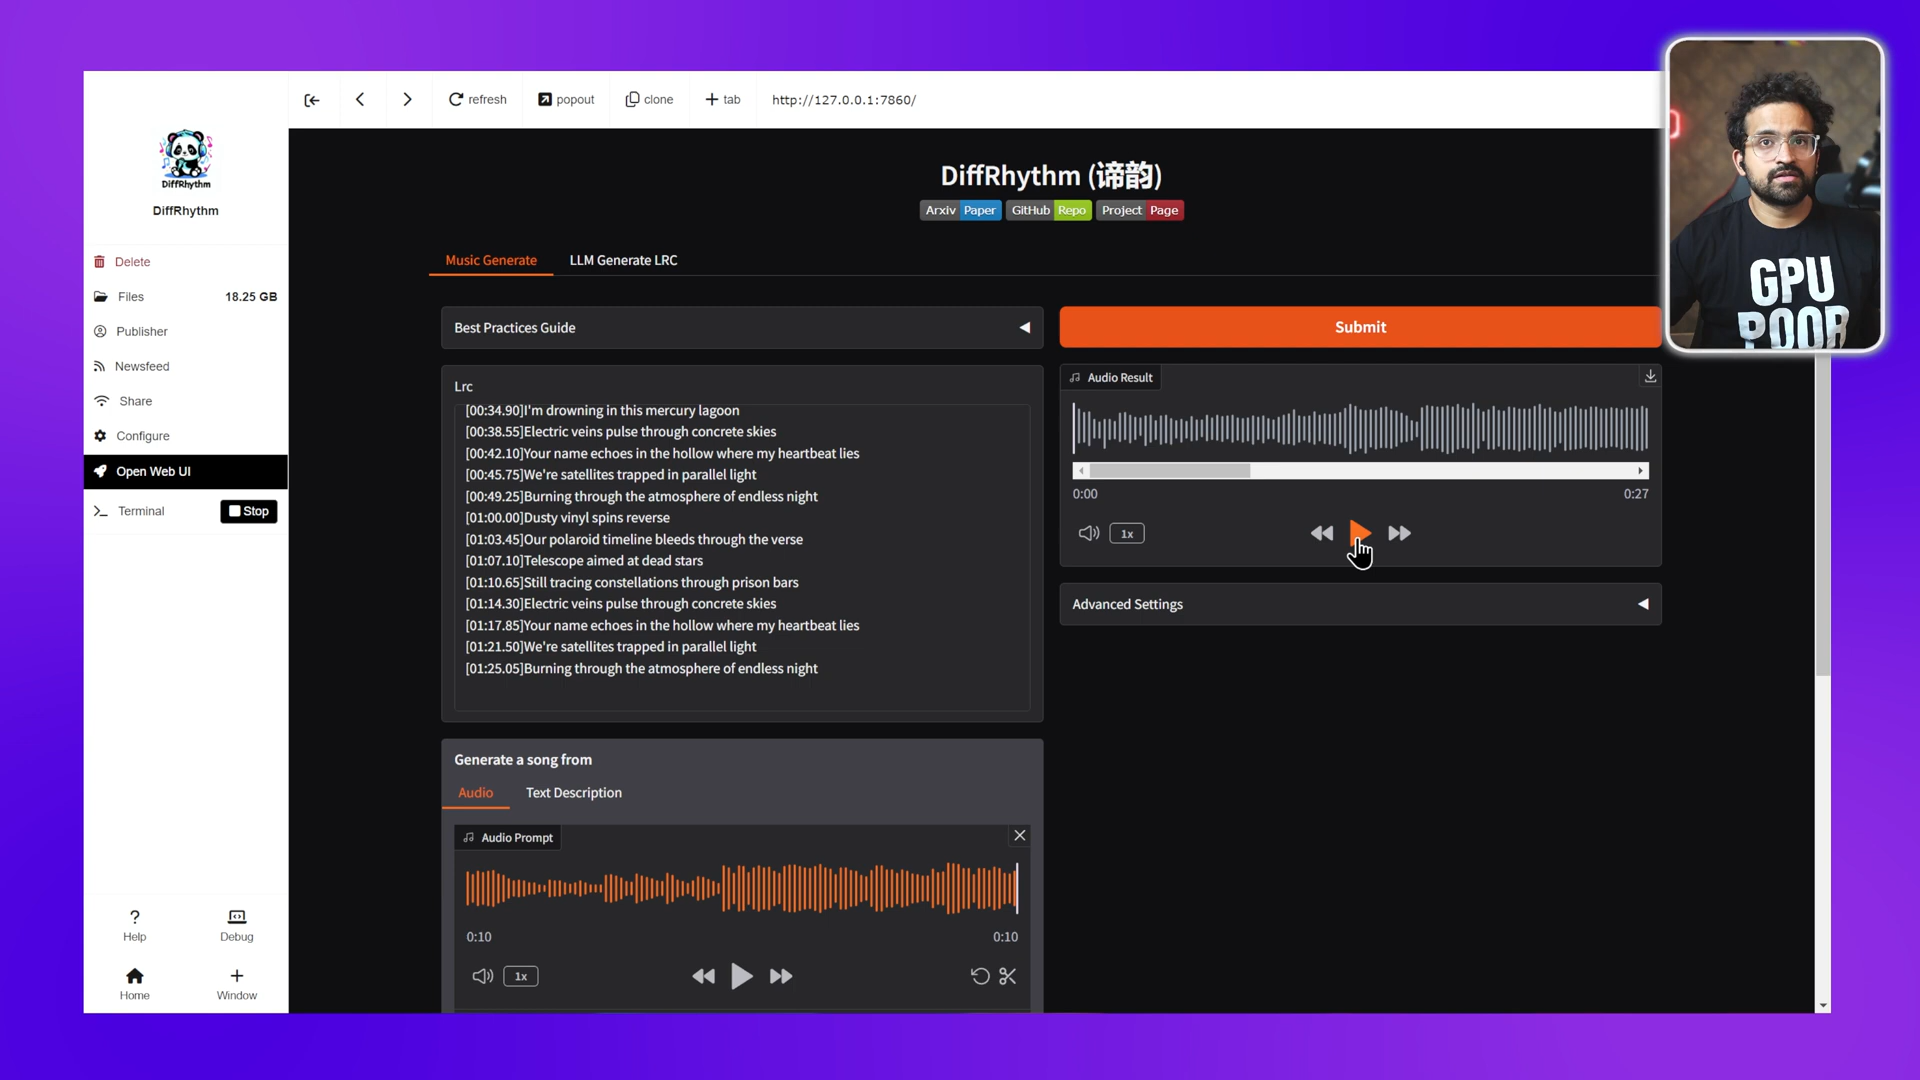 DiffRhythm
DiffRhythm
Delete
Files 18.25 GB
Publisher
Newsfeed
Share
Configure
Open Web UI
Terminal Stop
? Help
Debug
Home
Window
refresh
popout
clone
tab
http://127.0.0.1:7860/
DiffRhythm (谛韵)
Arxiv Paper GitHub Repo Project Page
Music Generate LLM Generate LRC
Best Practices Guide
Lrc
[00:34.90]I'm drowning in this mercury lagoon
[00:38.55]Electric veins pulse through concrete skies
[00:42.10]Your name echoes in the hollow where my heartbeat lies
[00:45.75]We're satellites trapped in parallel light
[00:49.25]Burning through the atmosphere of endless night
[01:00.00]Dusty vinyl spins reverse
[01:03.45]Our polaroid timeline bleeds through the verse
[01:07.10]Telescope aimed at dead stars
[01:10.65]Still tracing constellations through prison bars
[01:14.30]Electric veins pulse through concrete skies
[01:17.85]Your name echoes in the hollow where my heartbeat lies
[01:21.50]We're satellites trapped in parallel light
[01:25.05]Burning through the atmosphere of endless night
Generate a song from
Audio Text Description
Audio Prompt
0:10 0:10
1x
Submit
Audio Result
0:00 0:27
1x
Advanced Settings
GPU
POOR